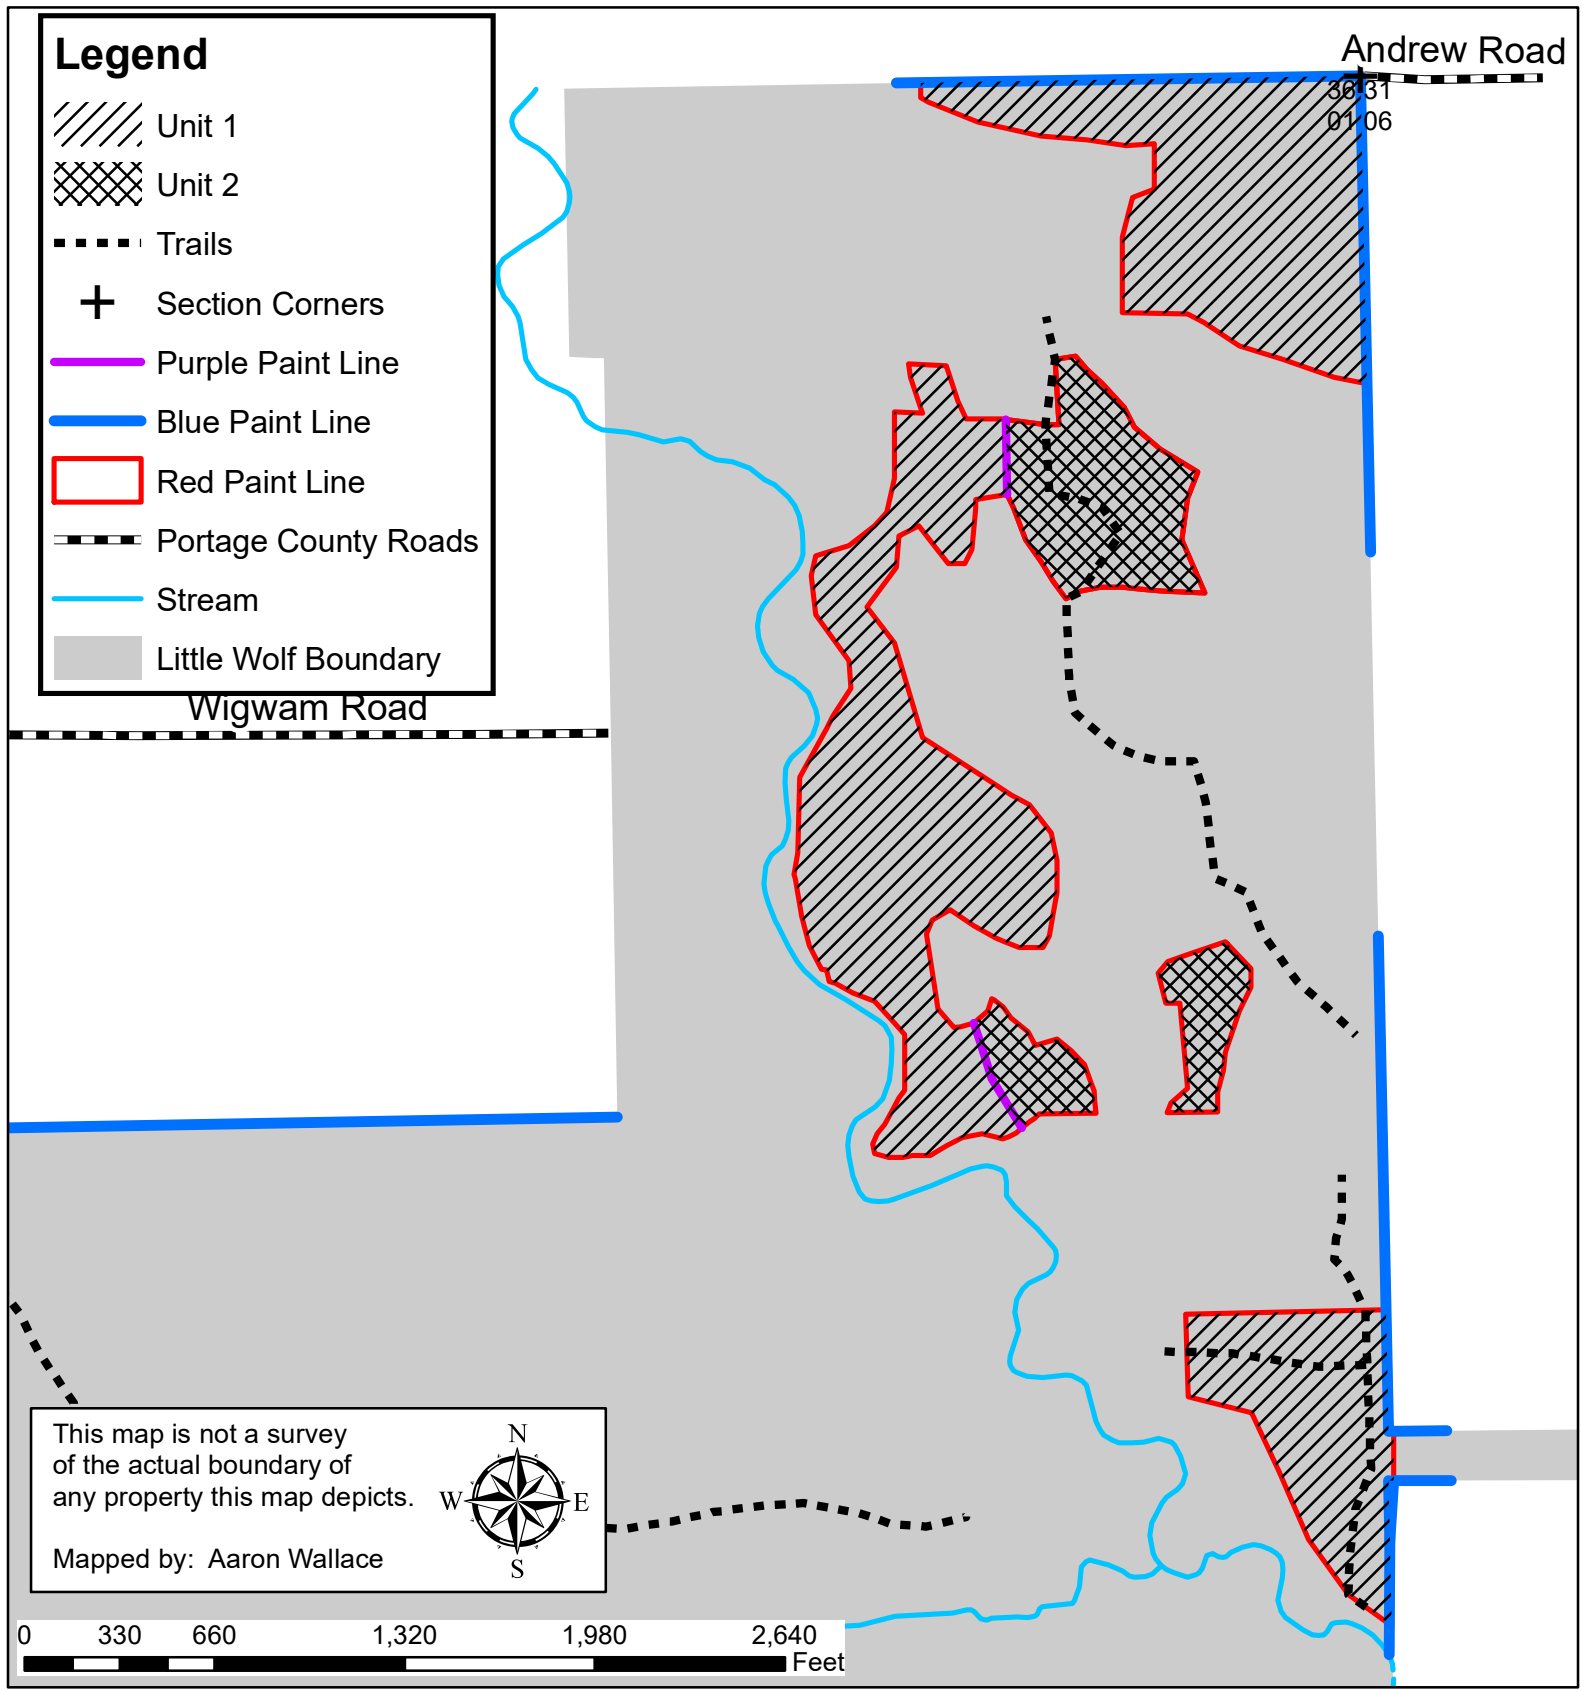 Legend
Unit 1
Unit 2
Trails
Section Corners
Purple Paint Line
Blue Paint Line
Red Paint Line
Portage County Roads
Stream
Little Wolf Boundary
Andrew Road
36 31
01 06
Wigwam Road
This map is not a survey
of the actual boundary of
any property this map depicts.
Mapped by: Aaron Wallace
N
W E
S
0 330 660 1,320 1,980 2,640
Feet